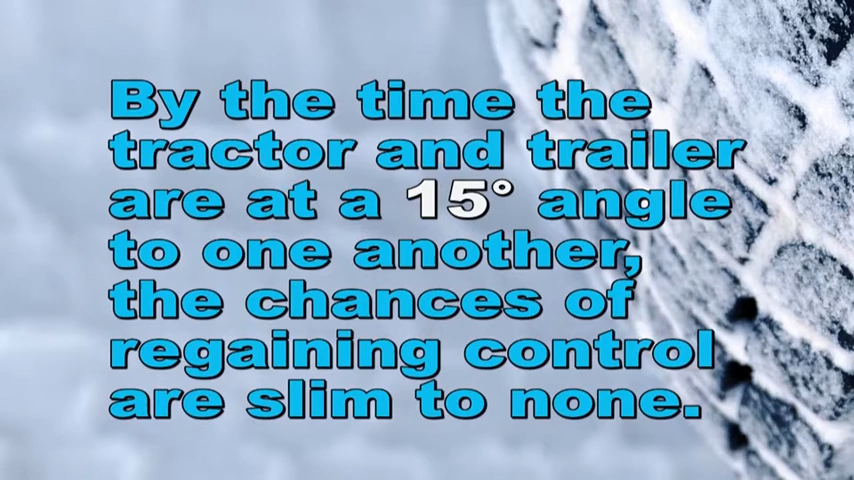 By the time the
tractor and trailer
are at a 15° angle
to one another,
the chances of
regaining control
are slim to none.